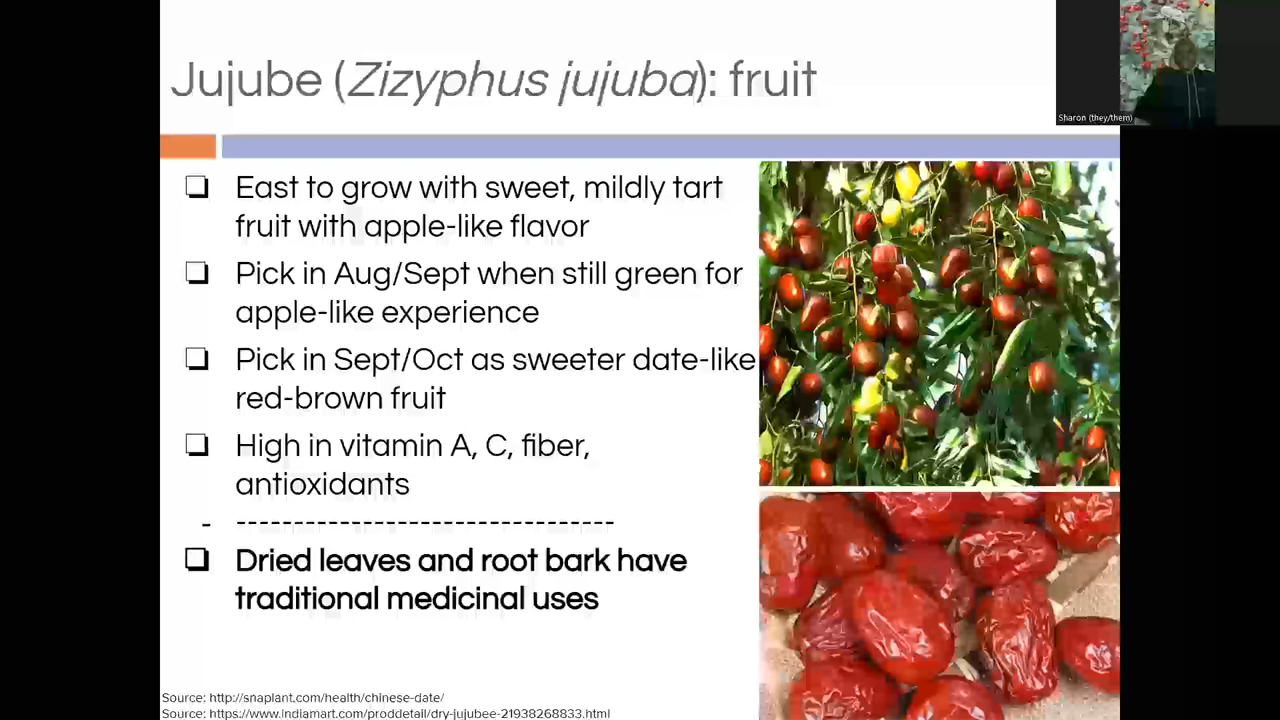 Jujube (Zizyphus jujuba): fruit
Sharon (they/them)
❏ East to grow with sweet, mildly tart
fruit with apple-like flavor
❏ Pick in Aug/Sept when still green for
apple-like experience
❏ Pick in Sept/Oct as sweeter date-like
red-brown fruit
❏ High in vitamin A, C, fiber,
antioxidants
- ---------------------------------
❏ Dried leaves and root bark have
traditional medicinal uses
Source: http://snaplant.com/health/chinese-date/
Source: https://www.indiamart.com/proddetail/dry-jujubee-21938268833.html